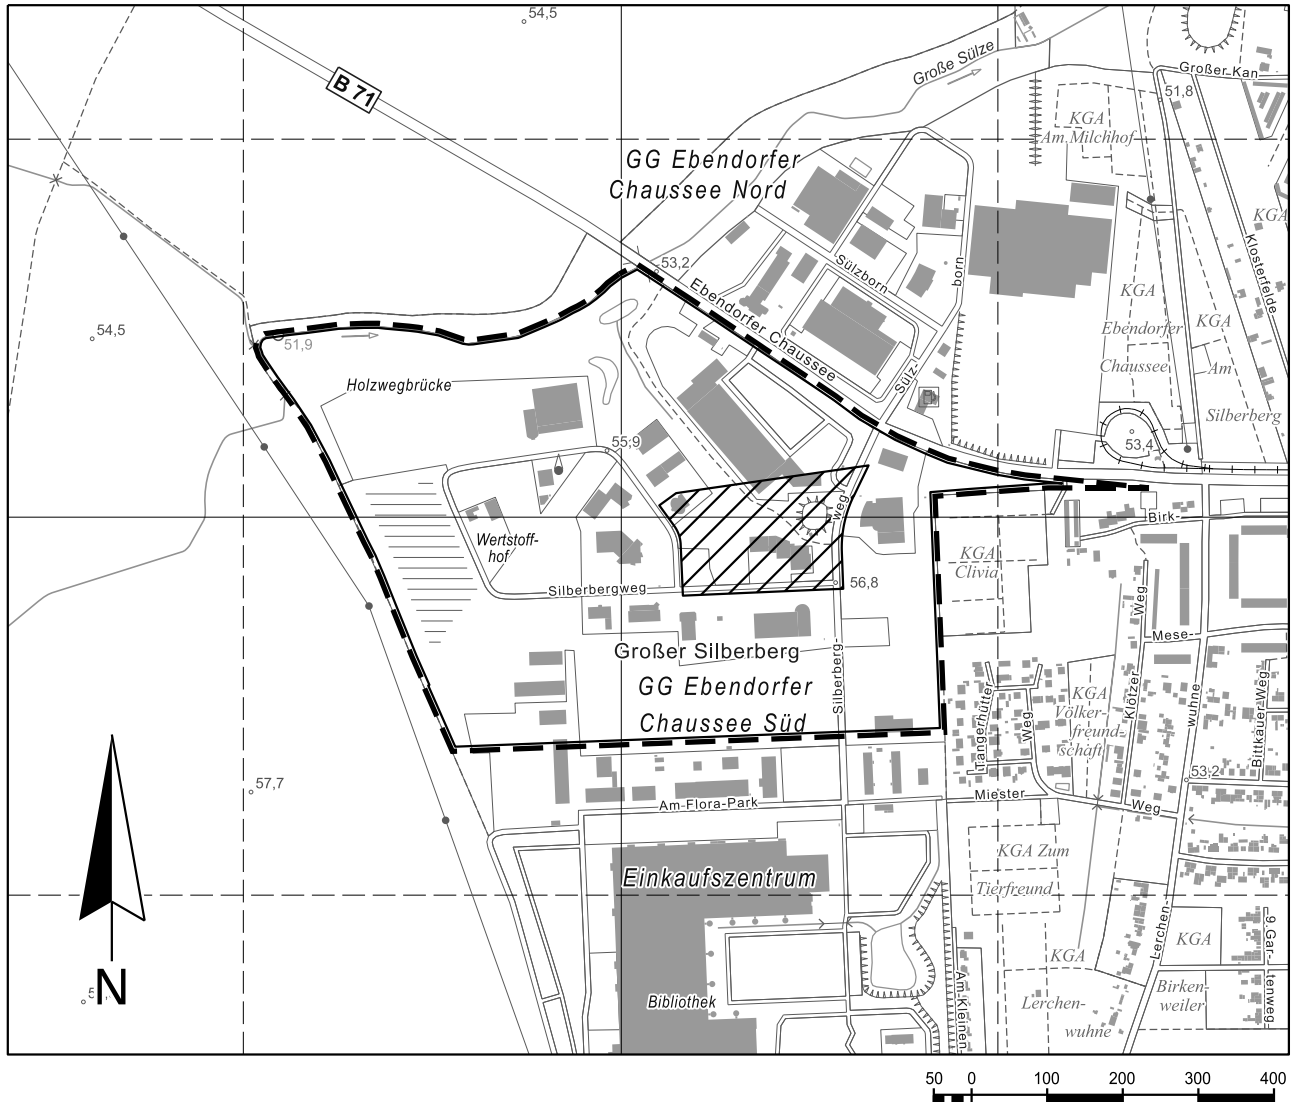 54,5
B 71
Große Sülze
Großer Kan
51,8
KGA
Am Milchhof
GG Ebendorfer
Chaussee Nord
KGA
Klosterfelde
53,2
Sülzborn
born
Ebendorfer Chaussee
KGA
Ebendorfer
Chaussee
KGA
Am
Silberberg
54,5
51,9
Holzwegbrücke
Sülz-
55,9
53,4
weg
Birk-
Wertstoff-
hof
KGA
Clivia
Silberbergweg
56,8
Weg
Mese-
Großer Silberberg
GG Ebendorfer
Chaussee Süd
Silberberg-
Tangerhütter
Weg
KGA
Völker-
freund-
schaft
Klötzer
wuhne
Bittkauer Weg
57,7
53,2
Am Flora-Park
Miester
Weg
KGA Zum
Tierfreund
Einkaufszentrum
Lerchen-
KGA
KGA
9.Gar-
tenweg
Bibliothek
Am Kleinen
Lerchen-
wuhne
Birken-
weiler
N
50 0 100 200 300 400